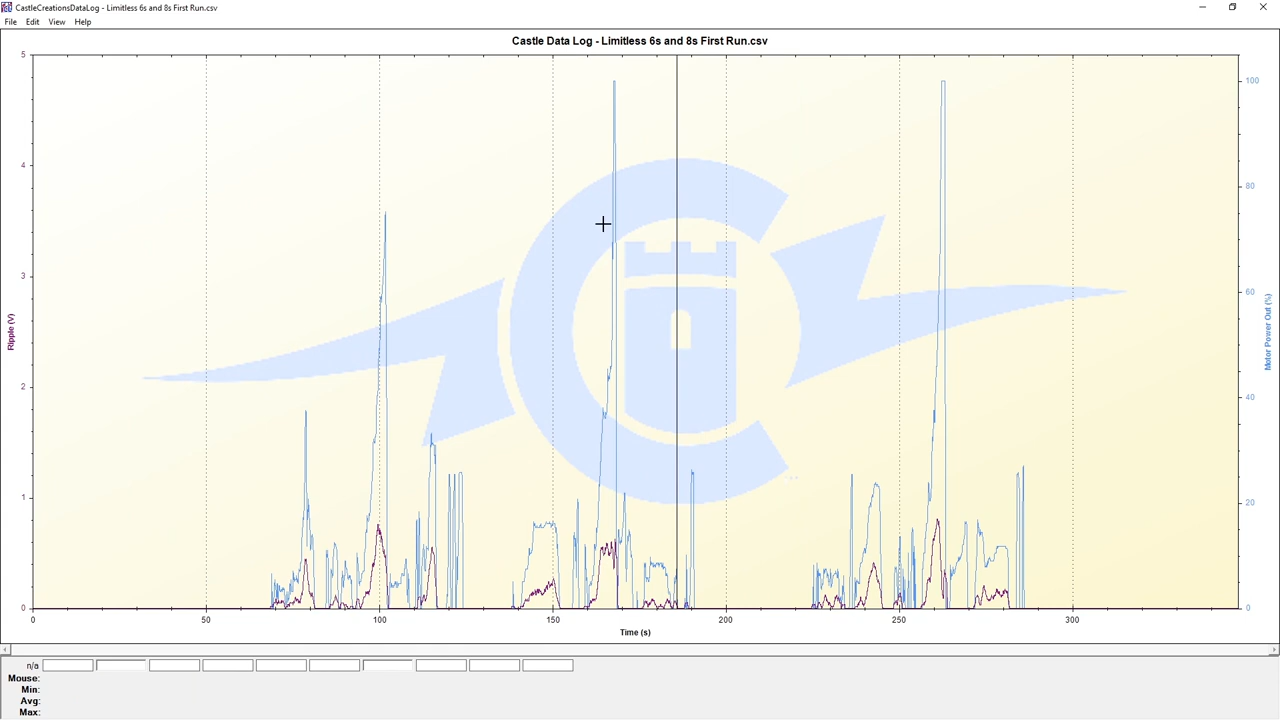 CastleCreationsDataLog - Limitless 6s and 8s First Run.csv
File Edit View Help
Castle Data Log - Limitless 6s and 8s First Run.csv
5
4
3
2
1
0
Ripple (V)
100
80
60
40
20
0
Motor Power Out (%)
0 50 100 150 200 250 300
Time (s)
n/a
Mouse:
Min:
Avg:
Max: